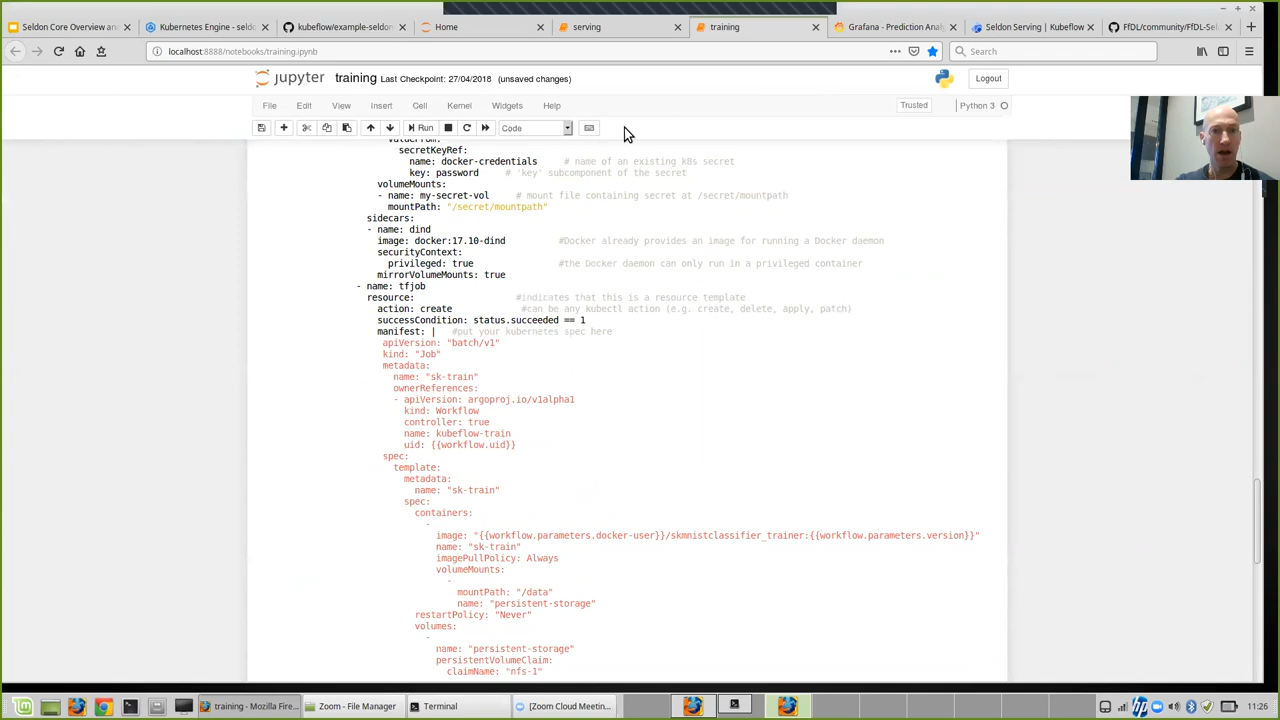 Seldon Core Overview an
Kubernetes Engine - seldo
kubeflow/example-seldon
Home
serving
training
Grafana - Prediction Analy
Seldon Serving | Kubeflow
FfDL/community/FfDL-Sel
localhost:8888/notebooks/training.ipynb
Search
jupyter training Last Checkpoint: 27/04/2018 (unsaved changes)
Logout
File Edit View Insert Cell Kernel Widgets Help
Trusted
Python 3
Run
Code
valueFrom:
secretKeyRef:
name: docker-credentials # name of an existing k8s secret
key: password # 'key' subcomponent of the secret
volumeMounts:
- name: my-secret-vol # mount file containing secret at /secret/mountpath
mountPath: "/secret/mountpath"
sidecars:
- name: dind
image: docker:17.10-dind #Docker already provides an image for running a Docker daemon
securityContext:
privileged: true #the Docker daemon can only run in a privileged container
mirrorVolumeMounts: true
- name: tfjob
resource: #indicates that this is a resource template
action: create #can be any kubectl action (e.g. create, delete, apply, patch)
successCondition: status.succeeded == 1
manifest: | #put your kubernetes spec here
apiVersion: "batch/v1"
kind: "Job"
metadata:
name: "sk-train"
ownerReferences:
- apiVersion: argoproj.io/v1alpha1
kind: Workflow
controller: true
name: kubeflow-train
uid: {{workflow.uid}}
spec:
template:
metadata:
name: "sk-train"
spec:
containers:
-
image: "{{workflow.parameters.docker-user}}/skmnistclassifier_trainer:{{workflow.parameters.version}}"
name: "sk-train"
imagePullPolicy: Always
volumeMounts:
-
mountPath: "/data"
name: "persistent-storage"
restartPolicy: "Never"
volumes:
-
name: "persistent-storage"
persistentVolumeClaim:
claimName: "nfs-1"
training - Mozilla Fire...
Zoom - File Manager
Terminal
[Zoom Cloud Meetin...
11:26